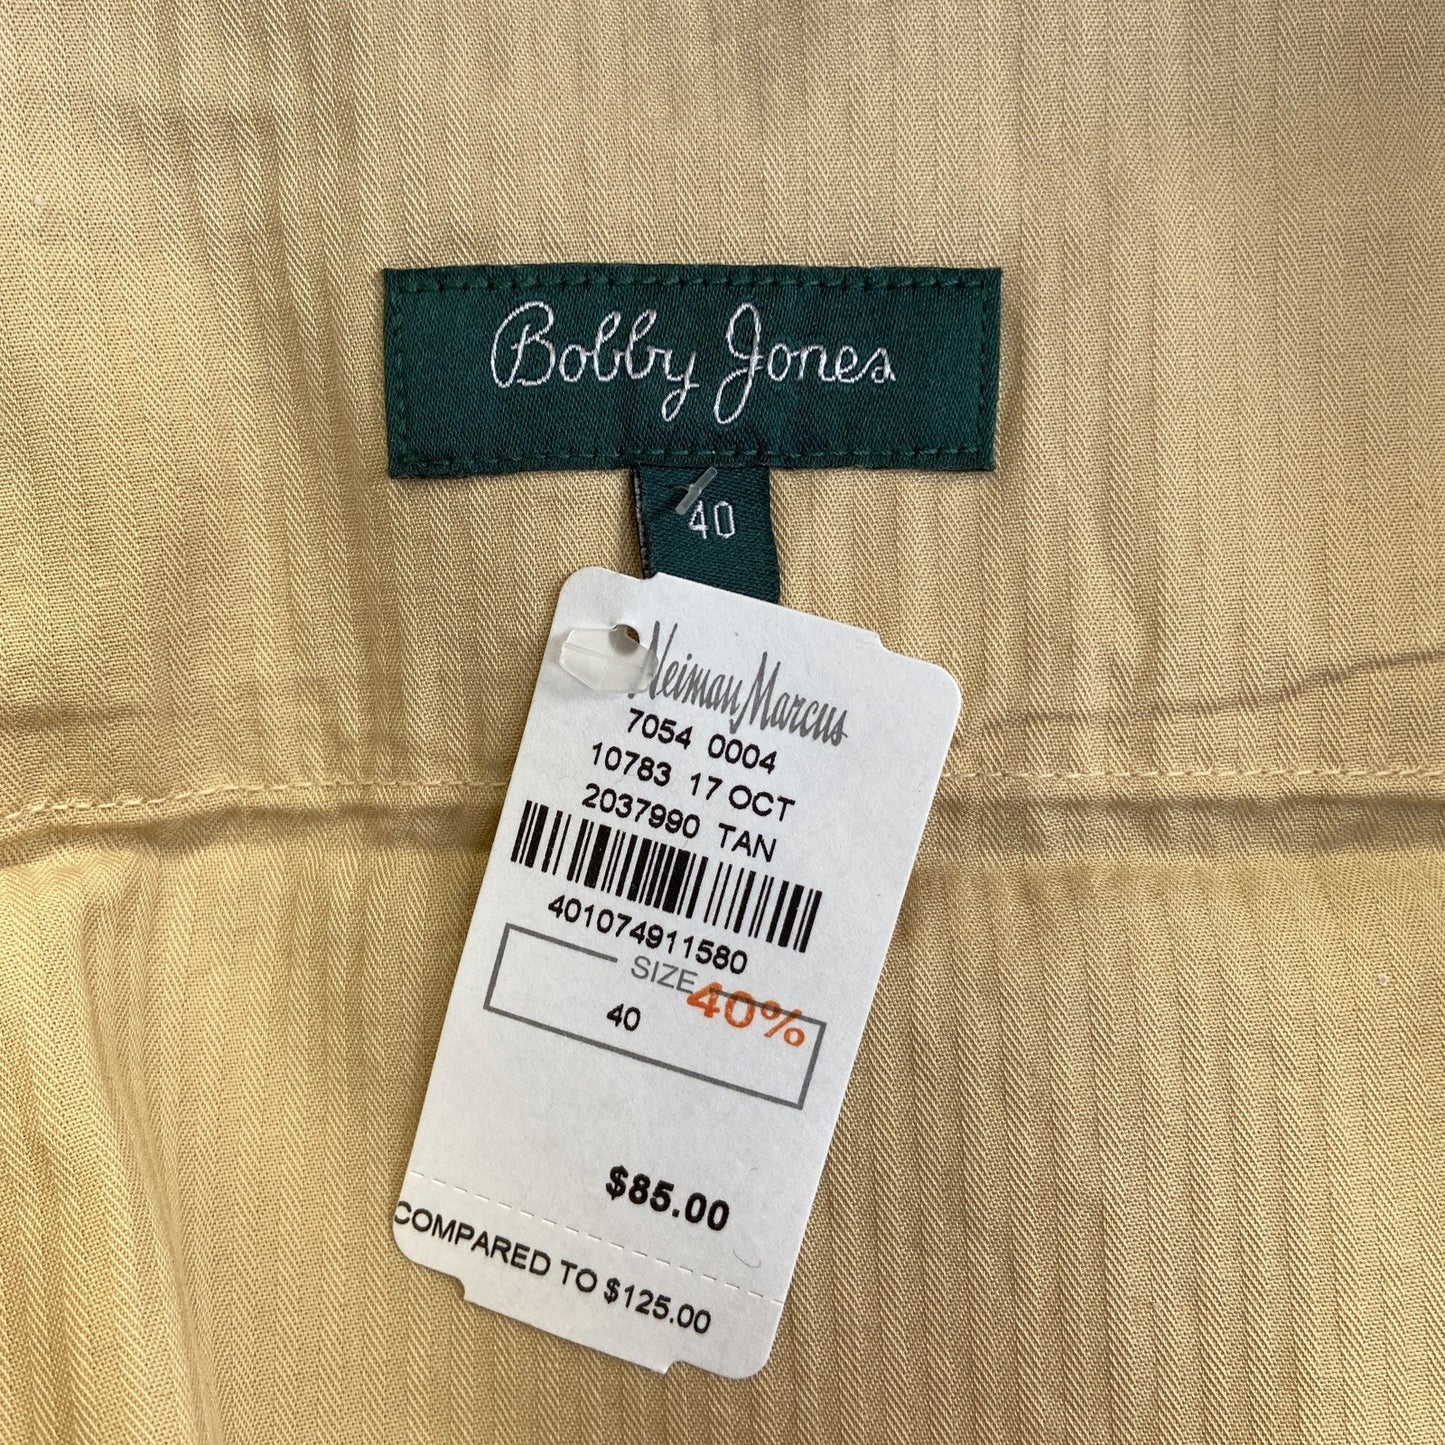 Bobby Jones
40
Neiman Marcus
7054 0004
10783 17 OCT
2037990 TAN
401074911580
SIZE
40%
40
$85.00
COMPARED TO $125.00